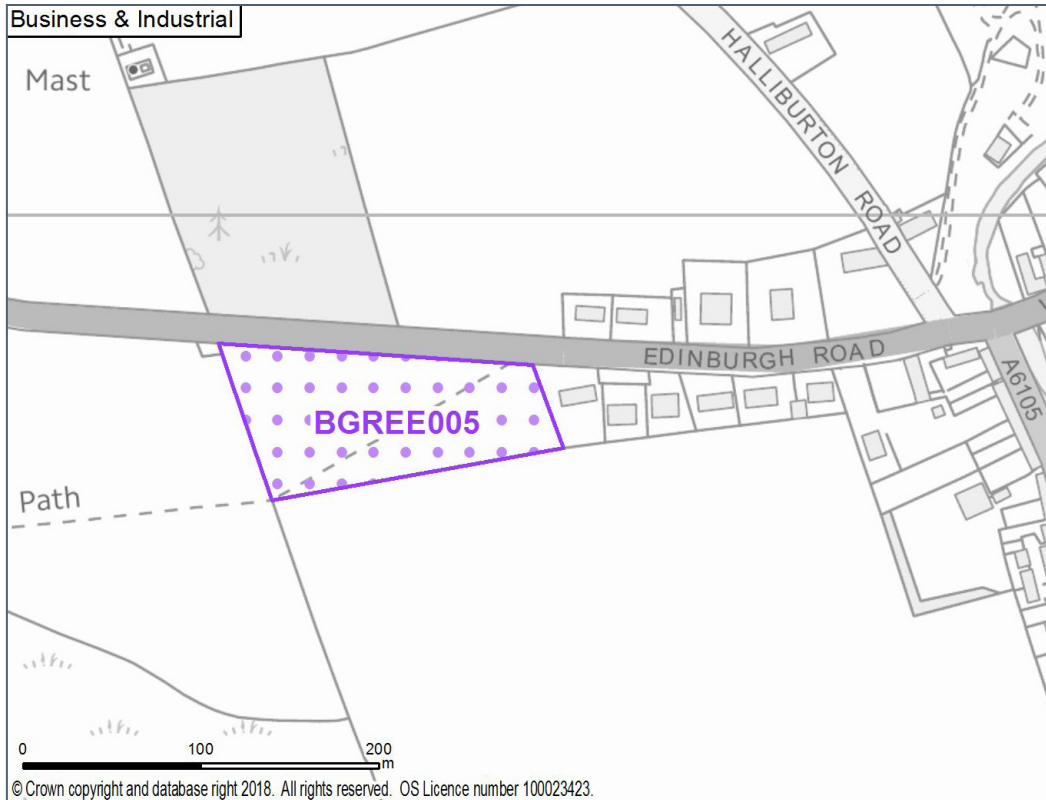 Business & Industrial
Mast
HALLIBURTON ROAD
EDINBURGH ROAD
A6105
BGREE005
Path
0 100 200
m
© Crown copyright and database right 2018. All rights reserved. OS Licence number 100023423.